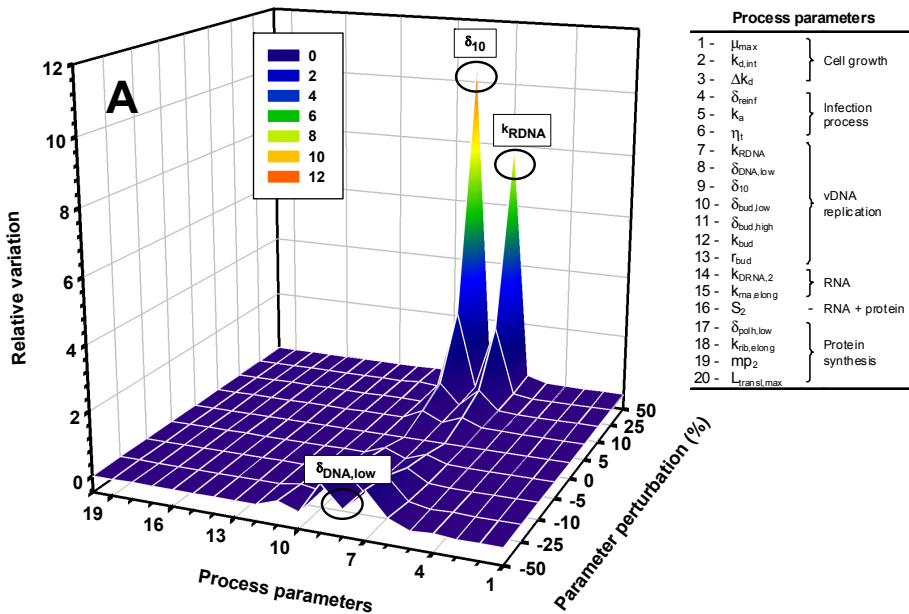 A
12
10
8
6
4
2
0
Relative variation
0
2
4
6
8
10
12
δ10
kRDNA
δDNA,low
19
16
13
10
7
4
1
Process parameters
50
25
10
5
0
-5
-10
-25
-50
Parameter perturbation (%)
Process parameters
1 - μmax
2 - kd,int
3 - Δkd
Cell growth
4 - δreinf
5 - ka
6 - ηt
Infection
process
7 - kRDNA
8 - δDNA,low
9 - δ10
10 - δbud,low
11 - δbud,high
12 - kbud
13 - rbud
vDNA
replication
14 - kDRNA,2
15 - krna,elong
RNA
16 - S2 - RNA + protein
17 - δpolh,low
18 - krib,elong
19 - mp2
20 - Ltransl,max
Protein
synthesis